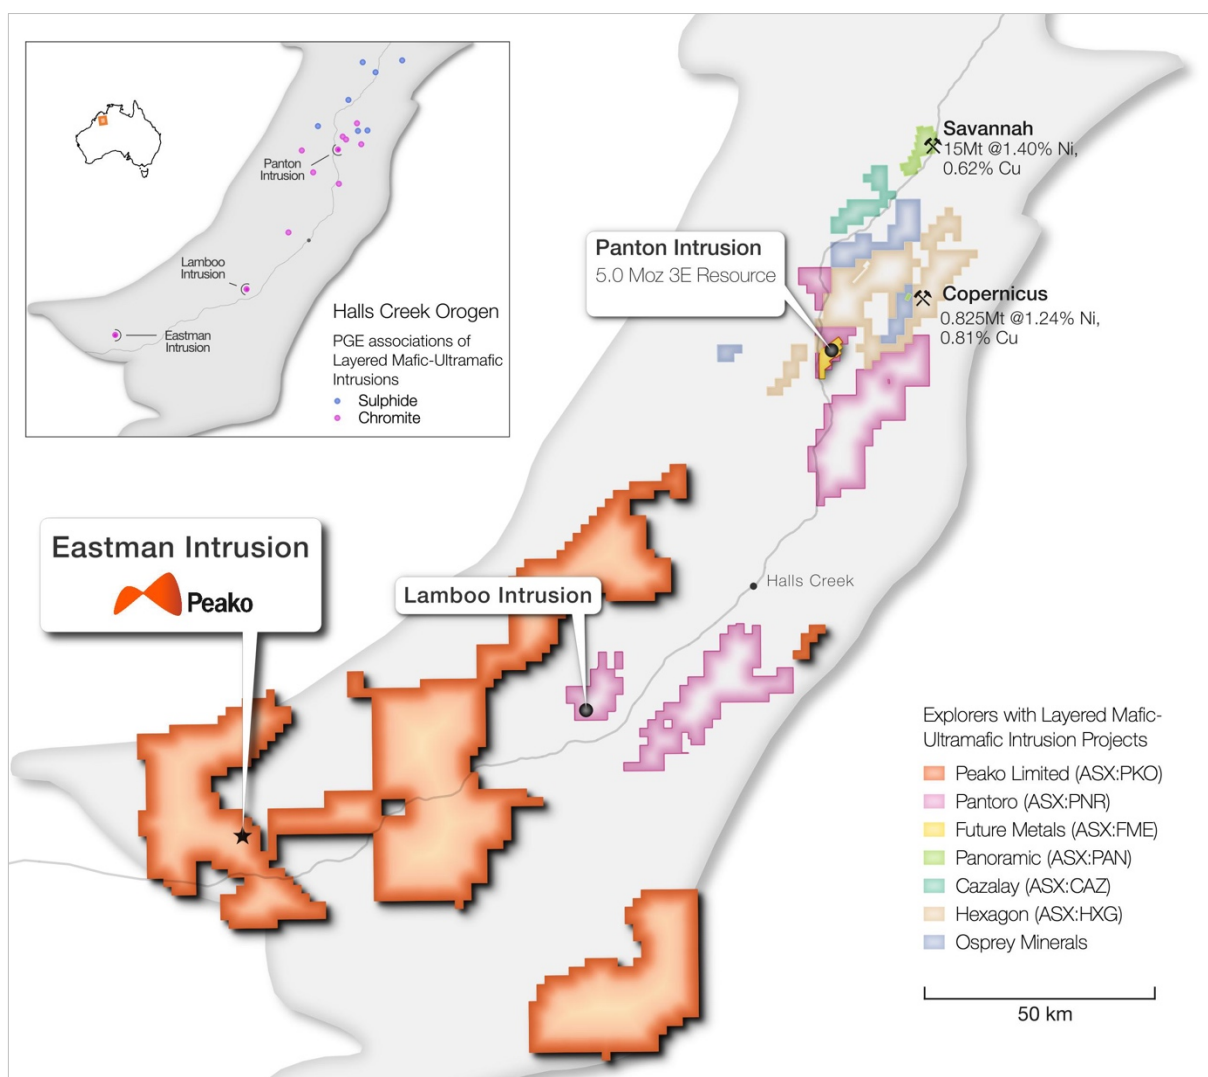 Panton
Intrusion
Lamboo
Intrusion
Eastman
Intrusion
Halls Creek Orogen
PGE associations of
Layered Mafic-Ultramafic
Intrusions
Sulphide
Chromite
Savannah
15Mt @1.40% Ni,
0.62% Cu
Panton Intrusion
5.0 Moz 3E Resource
Copernicus
0.825Mt @1.24% Ni,
0.81% Cu
Eastman Intrusion
Peako
Lamboo Intrusion
Halls Creek
Explorers with Layered Mafic-
Ultramafic Intrusion Projects
Peako Limited (ASX:PKO)
Pantoro (ASX:PNR)
Future Metals (ASX:FME)
Panoramic (ASX:PAN)
Cazalay (ASX:CAZ)
Hexagon (ASX:HXG)
Osprey Minerals
50 km